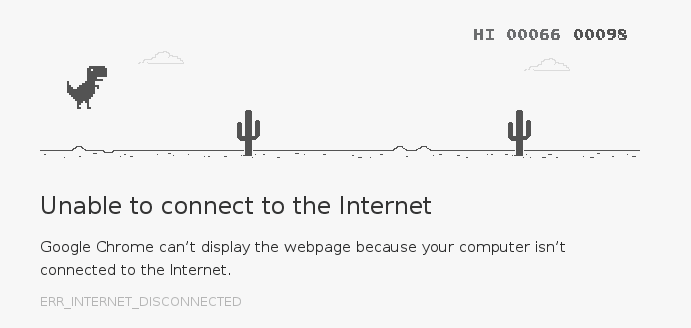 HI 00066 00098
Unable to connect to the Internet
Google Chrome can't display the webpage because your computer isn't
connected to the Internet.
ERR_INTERNET_DISCONNECTED